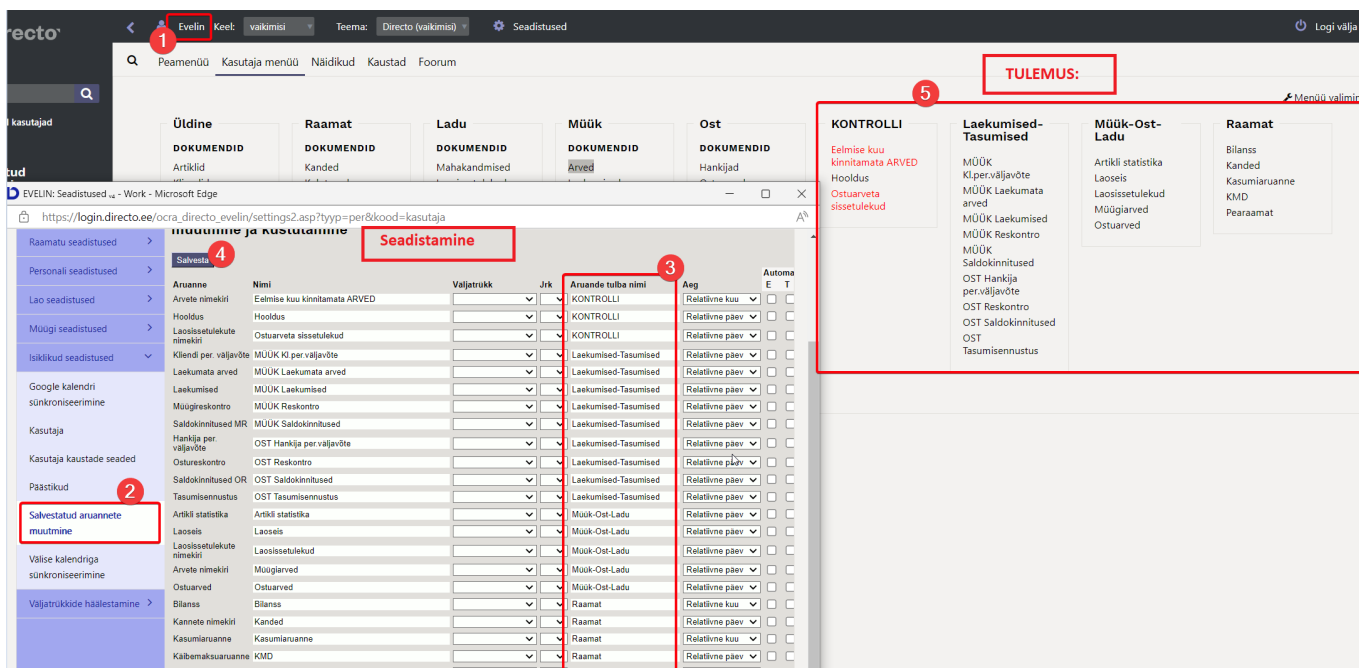 recto
Evelin Keel: vaikimisi Teema: Directo (vaikimisi) Seadistused Logi välja
1
Peamenüü Kasutaja menüü Näidikud Kaustad Foorum
TULEMUS:
5
Menüü valimin
kasutajad
Üldine Raamat Ladu Müük Ost
DOKUMENDID DOKUMENDID DOKUMENDID DOKUMENDID DOKUMENDID
Artiklid Kanded Mahakandmised Arved Hankijad
KONTROLLI
Eelmise kuu
kinnitamata ARVED
Hooldus
Ostuarveta
sissetulekud
Laekumised-
Tasumised
MÜÜK
Kl.per.väljavõte
MÜÜK Laekumata
arved
MÜÜK Laekumised
MÜÜK Reskontro
MÜÜK
Saldokinnitused
OST Hankija
per.väljavõte
OST Reskontro
OST Saldokinnitused
OST
Tasumisennustus
Müük-Ost-
Ladu
Artikli statistika
Laoseis
Laosissetulekud
Müügiarved
Ostuarved
Raamat
Bilanss
Kanded
Kasumiaruanne
KMD
Pearaamat
tud
EVELIN: Seadistused v4 - Work - Microsoft Edge
https://login.directo.ee/ocra_directo_evelin/settings2.asp?tyyp=per&kood=kasutaja
Raamatu seadistused
Personali seadistused
Lao seadistused
Müügi seadistused
Isiklikud seadistused
Google kalendri
sünkroniseerimine
Kasutaja
Kasutaja kaustade seaded
Päästikud
2
Salvestatud aruannete
muutmine
Välise kalendriga
sünkroniseerimine
Väljatrükkide häälestamine
muutmine ja kustutamine
Seadistamine
Salvesta
4
3
Automa
Aruanne Nimi Väljatrükk Jrk Aruande tulba nimi Aeg E T
Arvete nimekiri Eelmise kuu kinnitamata ARVED KONTROLLI Relatiivne kuu
Hooldus Hooldus KONTROLLI Relatiivne päev
Laosissetulekute
nimekiri Ostuarveta sissetulekud KONTROLLI Relatiivne päev
Kliendi per. väljavõte MÜÜK Kl.per.väljavõte Laekumised-Tasumised Relatiivne päev
Laekumata arved MÜÜK Laekumata arved Laekumised-Tasumised Relatiivne päev
Laekumised MÜÜK Laekumised Laekumised-Tasumised Relatiivne päev
Müügireskontro MÜÜK Reskontro Laekumised-Tasumised Relatiivne päev
Saldokinnitused MR MÜÜK Saldokinnitused Laekumised-Tasumised Relatiivne päev
Hankija per.
väljavõte OST Hankija per.väljavõte Laekumised-Tasumised Relatiivne päev
Ostureskontro OST Reskontro Laekumised-Tasumised Relatiivne päev
Saldokinnitused OR OST Saldokinnitused Laekumised-Tasumised Relatiivne päev
Tasumisennustus OST Tasumisennustus Laekumised-Tasumised Relatiivne päev
Artikli statistika Artikli statistika Müük-Ost-Ladu Relatiivne päev
Laoseis Laoseis Müük-Ost-Ladu Relatiivne päev
Laosissetulekute
nimekiri Laosissetulekud Müük-Ost-Ladu Relatiivne päev
Arvete nimekiri Müügiarved Müük-Ost-Ladu Relatiivne päev
Ostuarved Ostuarved Müük-Ost-Ladu Relatiivne päev
Bilanss Bilanss Raamat Relatiivne kuu
Kannete nimekiri Kanded Raamat Relatiivne päev
Kasumiaruanne Kasumiaruanne Raamat Relatiivne kuu
Käibemaksuaruanne KMD Raamat Relatiivne päev